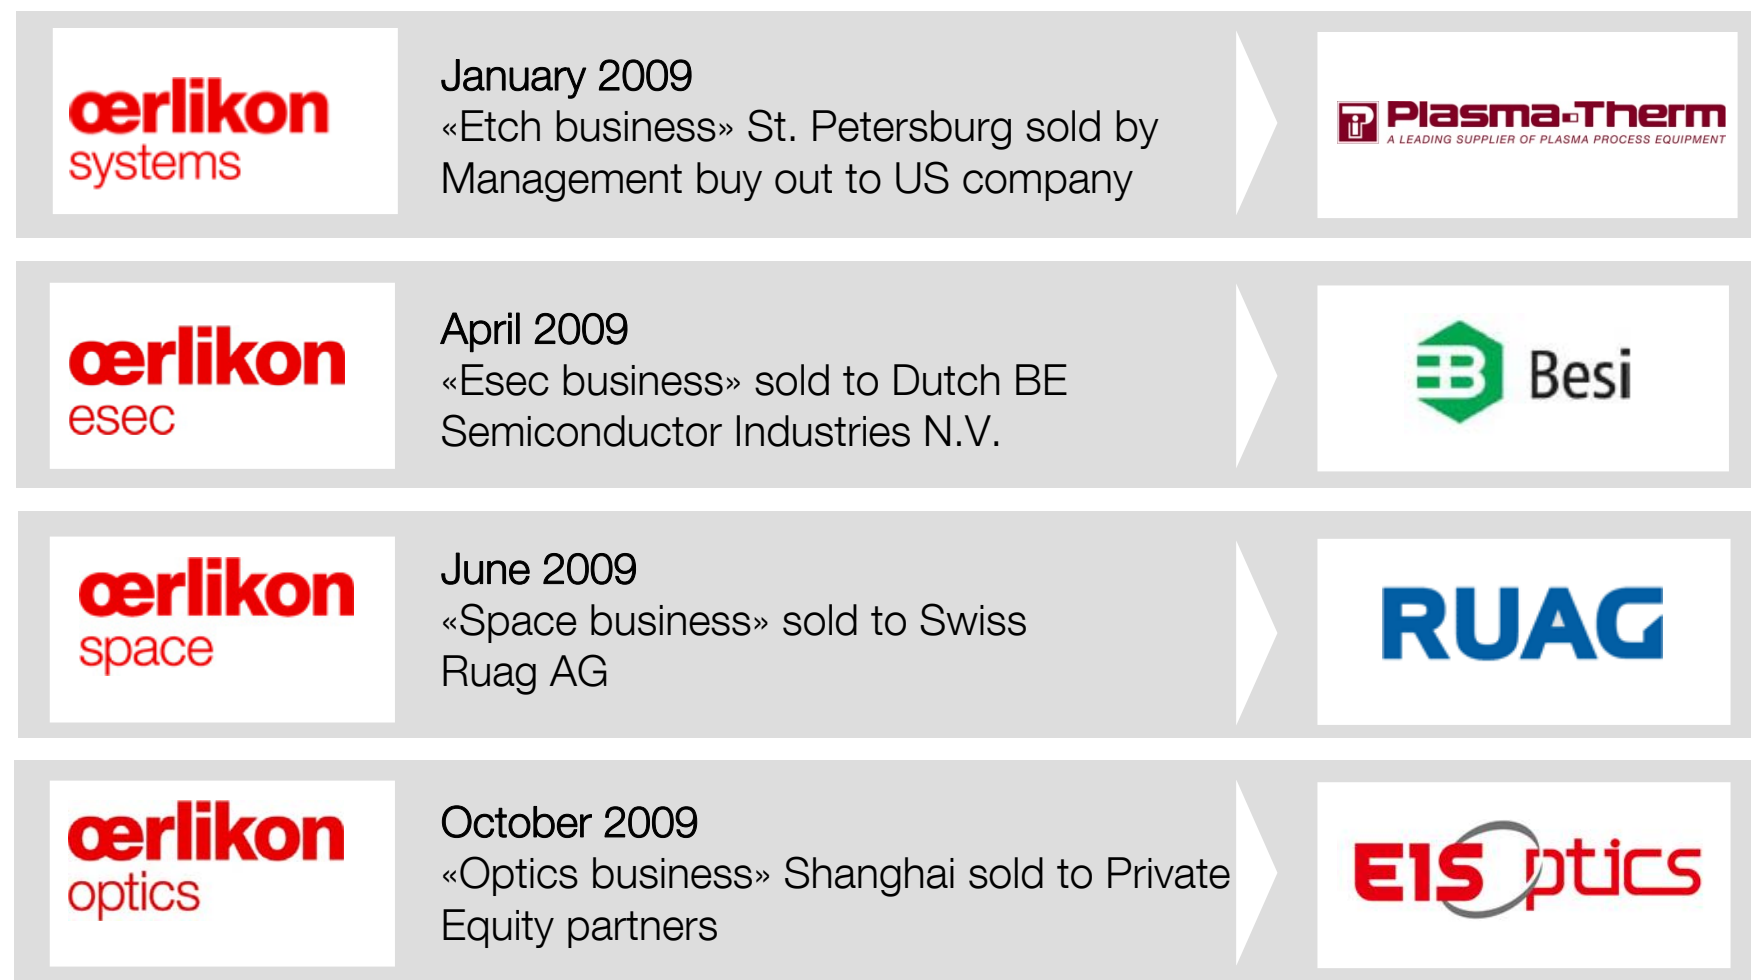 œrlikon
systems
January 2009
«Etch business» St. Petersburg sold by
Management buy out to US company
Plasma-Therm
A LEADING SUPPLIER OF PLASMA PROCESS EQUIPMENT
œrlikon
esec
April 2009
«Esec business» sold to Dutch BE
Semiconductor Industries N.V.
Besi
œrlikon
space
June 2009
«Space business» sold to Swiss
Ruag AG
RUAG
œrlikon
optics
October 2009
«Optics business» Shanghai sold to Private
Equity partners
EIS Optics